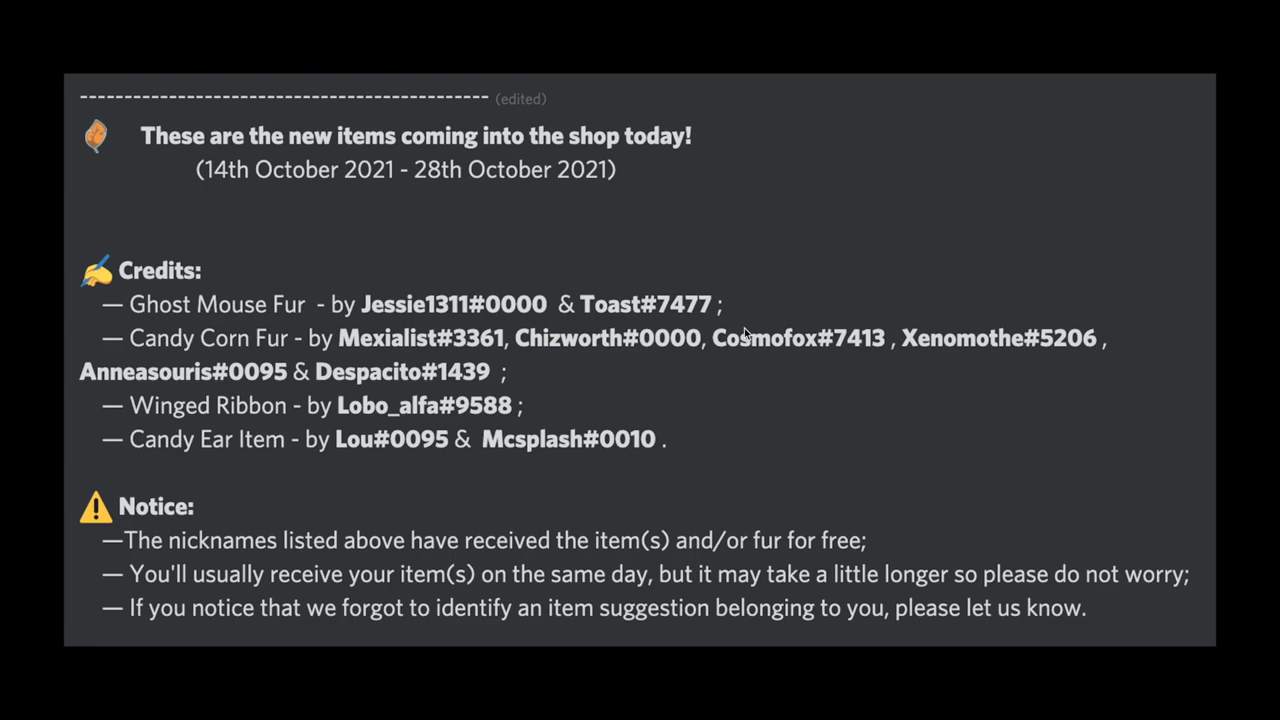 ---------------------------------------------- (edited)
These are the new items coming into the shop today!
(14th October 2021 - 28th October 2021)
Credits:
— Ghost Mouse Fur - by Jessie1311#0000 & Toast#7477 ;
— Candy Corn Fur - by Mexialist#3361, Chizworth#0000, Cosmofox#7413 , Xenomothe#5206 ,
Anneasouris#0095 & Despacito#1439 ;
— Winged Ribbon - by Lobo_alfa#9588 ;
— Candy Ear Item - by Lou#0095 & Mcsplash#0010 .
Notice:
—The nicknames listed above have received the item(s) and/or fur for free;
— You'll usually receive your item(s) on the same day, but it may take a little longer so please do not worry;
— If you notice that we forgot to identify an item suggestion belonging to you, please let us know.